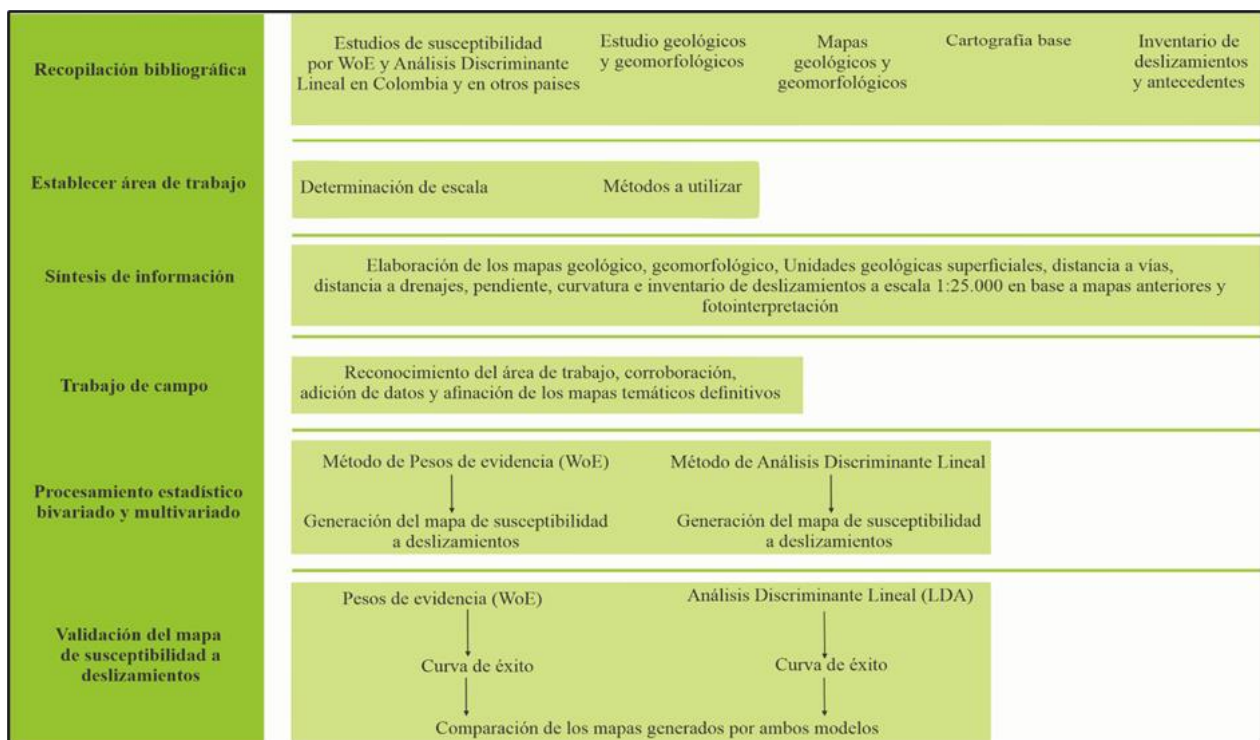 Recopilación bibliográfica
Estudios de susceptibilidad
por WoE y Análisis Discriminante
Lineal en Colombia y en otros paises
Estudio geológicos
y geomorfológicos
Mapas
geológicos y
geomorfológicos
Cartografía base
Inventario de
deslizamientos
y antecedentes
Establecer área de trabajo
Determinación de escala
Métodos a utilizar
Síntesis de información
Elaboración de los mapas geológico, geomorfológico, Unidades geológicas superficiales, distancia a vías,
distancia a drenajes, pendiente, curvatura e inventario de deslizamientos a escala 1:25.000 en base a mapas anteriores y
fotointerpretación
Trabajo de campo
Reconocimiento del área de trabajo, corroboración,
adición de datos y afinación de los mapas temáticos definitivos
Procesamiento estadístico
bivariado y multivariado
Método de Pesos de evidencia (WoE)
Generación del mapa de susceptibilidad
a deslizamientos
Método de Análisis Discriminante Lineal
Generación del mapa de susceptibilidad
a deslizamientos
Validación del mapa
de susceptibilidad a
deslizamientos
Pesos de evidencia (WoE)
Curva de éxito
Análisis Discriminante Lineal (LDA)
Curva de éxito
Comparación de los mapas generados por ambos modelos